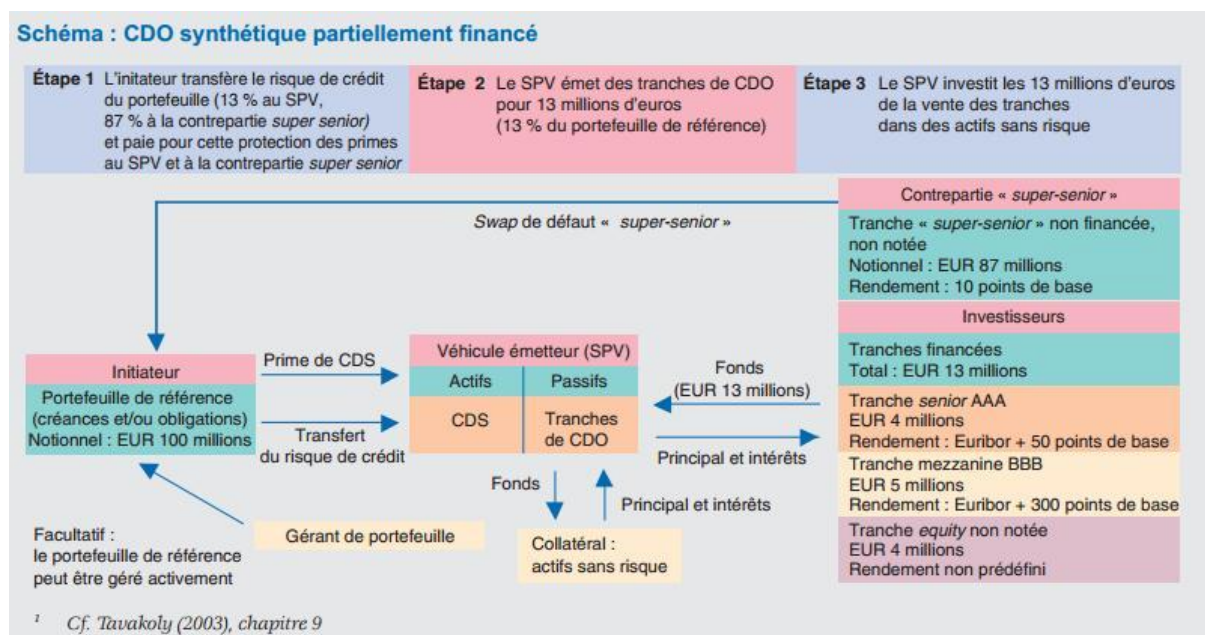 Schéma : CDO synthétique partiellement financé
Étape 1 L'initiateur transfère le risque de crédit
du portefeuille (13 % au SPV,
87 % à la contrepartie super senior)
et paie pour cette protection des primes
au SPV et à la contrepartie super senior
Étape 2 Le SPV émet des tranches de CDO
pour 13 millions d'euros
(13 % du portefeuille de référence)
Étape 3 Le SPV investit les 13 millions d'euros
de la vente des tranches
dans des actifs sans risque
Swap de défaut « super-senior »
Contrepartie « super-senior »
Tranche « super-senior » non financée,
non notée
Notionnel : EUR 87 millions
Rendement : 10 points de base
Initiateur
Portefeuille de référence
(créances et/ou obligations)
Notionnel : EUR 100 millions
Prime de CDS
Transfert
du risque de crédit
Véhicule émetteur (SPV)
Actifs
Passifs
CDS
Tranches
de CDO
Fonds
(EUR 13 millions)
Principal et intérêts
Investisseurs
Tranches financées
Total : EUR 13 millions
Tranche senior AAA
EUR 4 millions
Rendement : Euribor + 50 points de base
Tranche mezzanine BBB
EUR 5 millions
Rendement : Euribor + 300 points de base
Tranche equity non notée
EUR 4 millions
Rendement non prédéfini
Fonds
Principal et intérêts
Collatéral :
actifs sans risque
Gérant de portefeuille
Facultatif :
le portefeuille de référence
peut être géré activement
1 Cf. Tavakoly (2003), chapitre 9